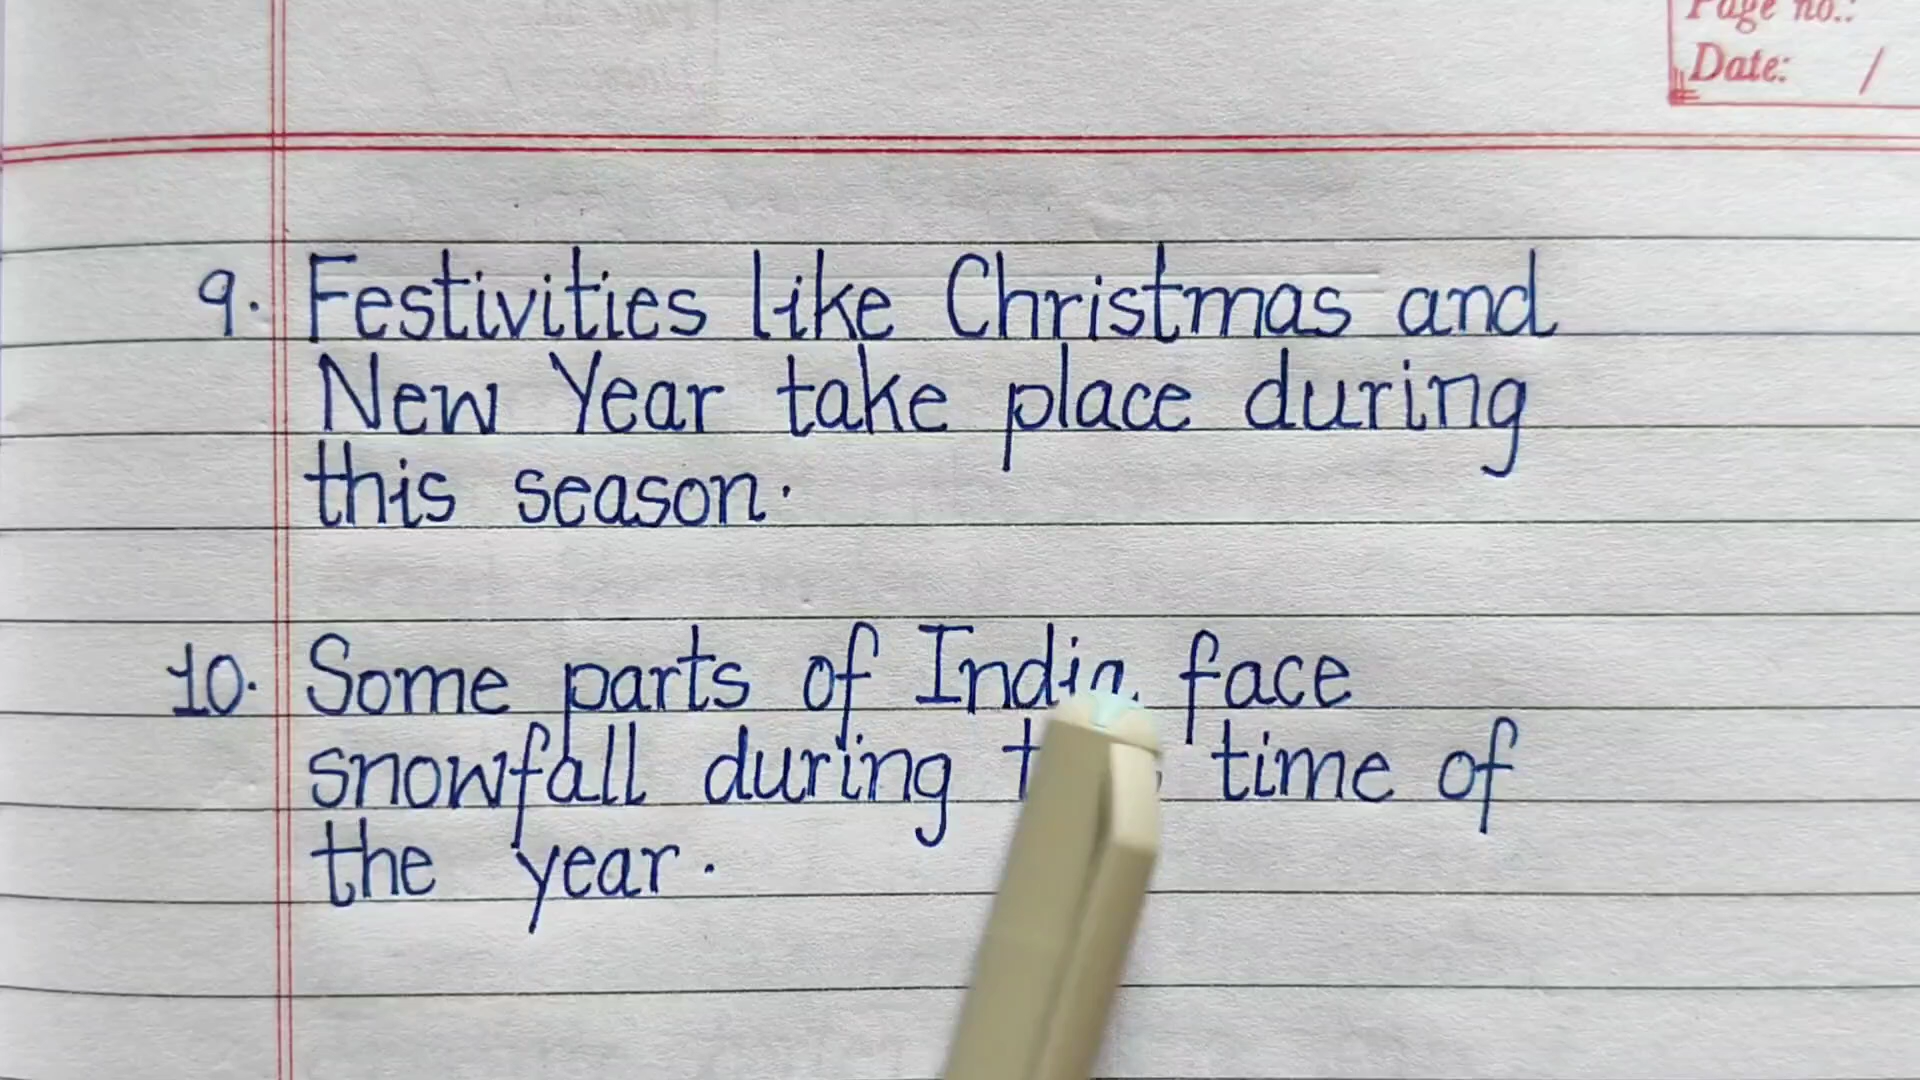 Page no.:
Date: /
9. Festivities like Christmas and
New Year take place during
this season.
10. Some parts of India face
snowfall during time of
the year.